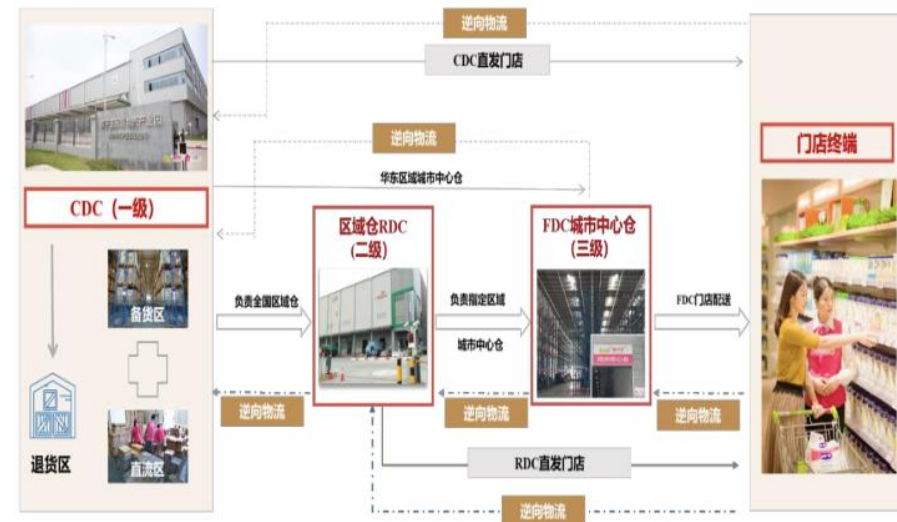 逆向物流
CDC直发门店
逆向物流
门店终端
华东区域城市中心仓
CDC（一级）
区域仓RDC
(二级）
FDC城市中心仓
（三级）
备货区
负责全国区域仓
负责指定区域
城市中心仓
FDC门店配送
逆向物流
逆向物流
逆向物流
退货区
直流区
RDC直发门店
逆向物流